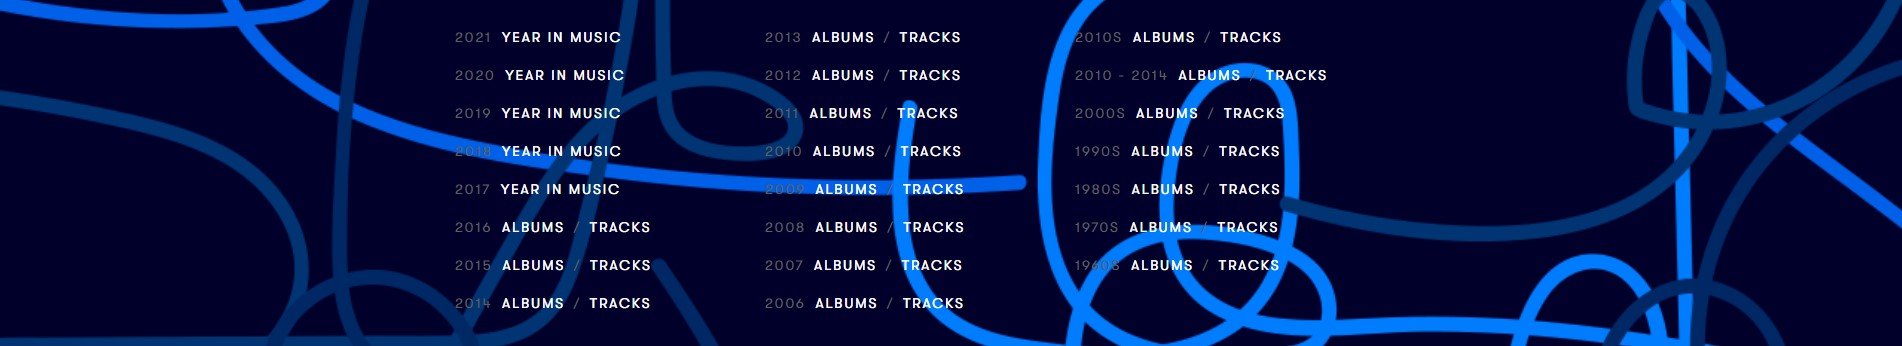 2021 YEAR IN MUSIC
2020 YEAR IN MUSIC
2019 YEAR IN MUSIC
2018 YEAR IN MUSIC
2017 YEAR IN MUSIC
2016 ALBUMS / TRACKS
2015 ALBUMS / TRACKS
2014 ALBUMS / TRACKS
2013 ALBUMS / TRACKS
2012 ALBUMS / TRACKS
2011 ALBUMS / TRACKS
2010 ALBUMS / TRACKS
2009 ALBUMS / TRACKS
2008 ALBUMS / TRACKS
2007 ALBUMS / TRACKS
2006 ALBUMS / TRACKS
2010S ALBUMS / TRACKS
2010 - 2014 ALBUMS / TRACKS
2000S ALBUMS / TRACKS
1990S ALBUMS / TRACKS
1980S ALBUMS / TRACKS
1970S ALBUMS / TRACKS
1960S ALBUMS / TRACKS